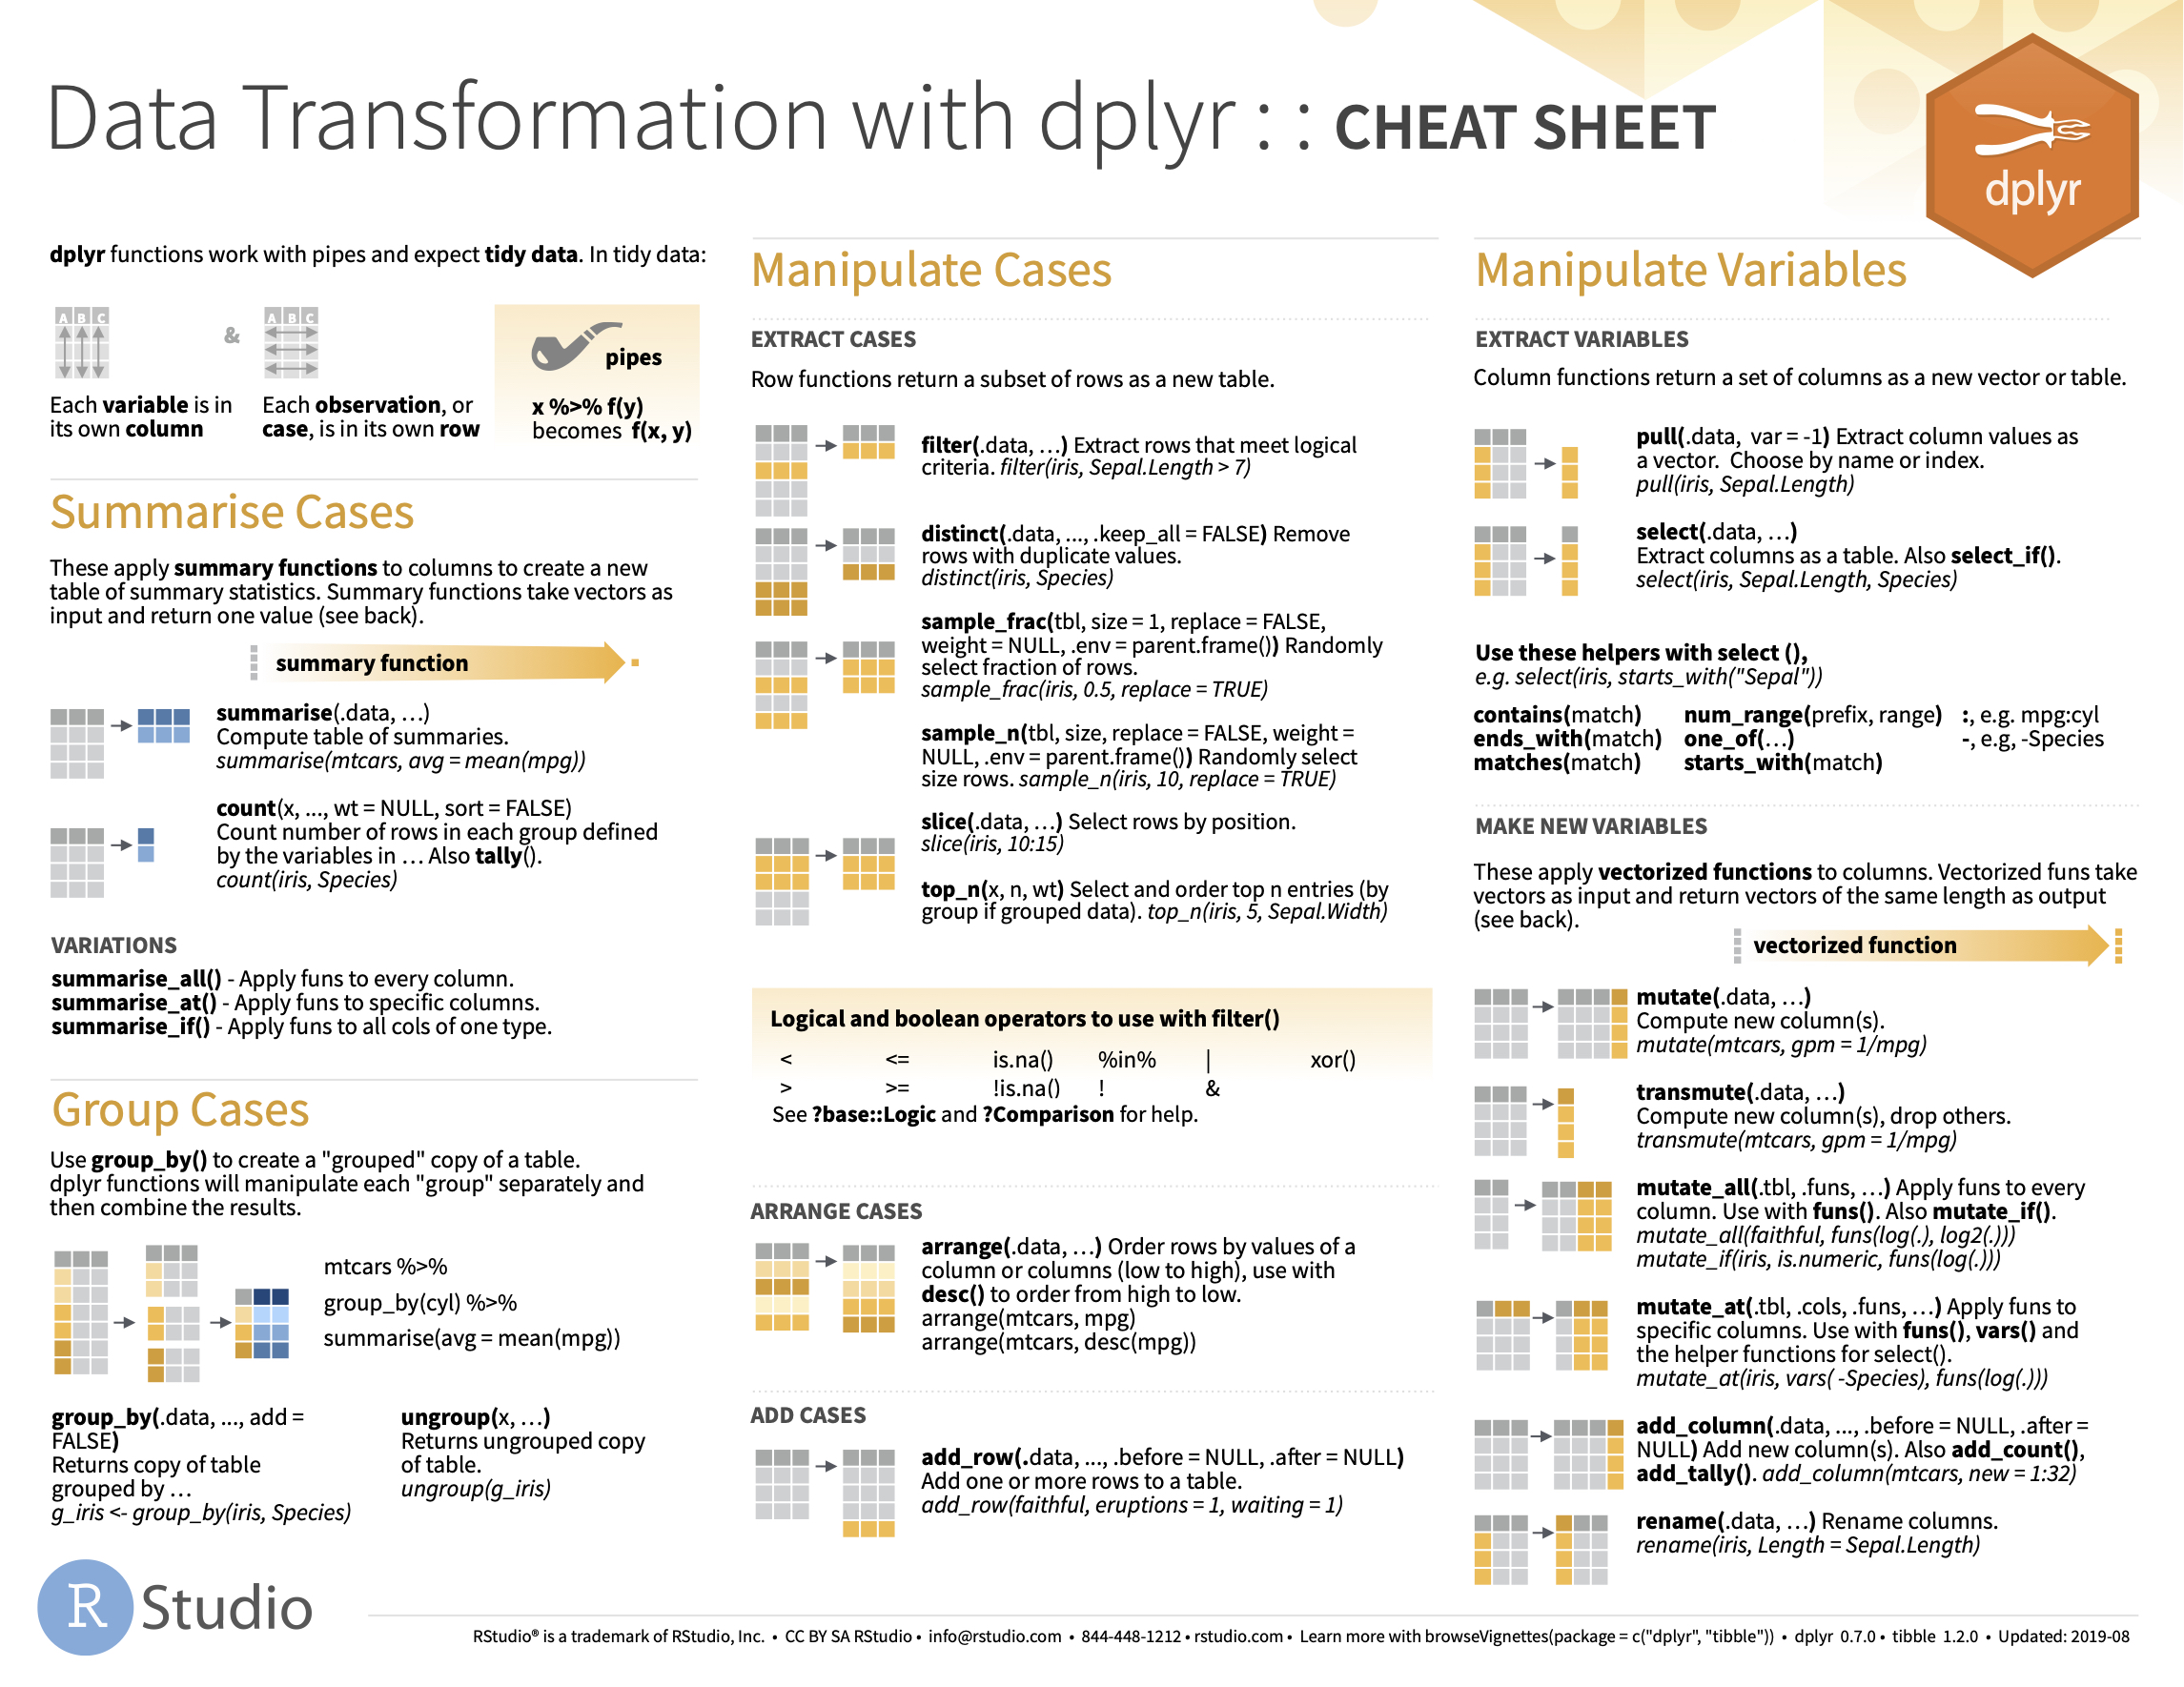 Data Transformation with dplyr : : CHEAT SHEET
dplyr
dplyr functions work with pipes and expect tidy data. In tidy data:
A B C
&
A B C
pipes
Each variable is in
its own column
Each observation, or
case, is in its own row
x %>% f(y)
becomes f(x, y)
Summarise Cases
These apply summary functions to columns to create a new
table of summary statistics. Summary functions take vectors as
input and return one value (see back).
summary function
summarise(.data, …)
Compute table of summaries.
summarise(mtcars, avg = mean(mpg))
count(x, ..., wt = NULL, sort = FALSE)
Count number of rows in each group defined
by the variables in … Also tally().
count(iris, Species)
VARIATIONS
summarise_all() - Apply funs to every column.
summarise_at() - Apply funs to specific columns.
summarise_if() - Apply funs to all cols of one type.
Group Cases
Use group_by() to create a "grouped" copy of a table.
dplyr functions will manipulate each "group" separately and
then combine the results.
mtcars %>%
group_by(cyl) %>%
summarise(avg = mean(mpg))
group_by(.data, ..., add =
FALSE)
Returns copy of table
grouped by …
g_iris <- group_by(iris, Species)
ungroup(x, …)
Returns ungrouped copy
of table.
ungroup(g_iris)
Manipulate Cases
EXTRACT CASES
Row functions return a subset of rows as a new table.
filter(.data, …) Extract rows that meet logical
criteria. filter(iris, Sepal.Length > 7)
distinct(.data, ..., .keep_all = FALSE) Remove
rows with duplicate values.
distinct(iris, Species)
sample_frac(tbl, size = 1, replace = FALSE,
weight = NULL, .env = parent.frame()) Randomly
select fraction of rows.
sample_frac(iris, 0.5, replace = TRUE)
sample_n(tbl, size, replace = FALSE, weight =
NULL, .env = parent.frame()) Randomly select
size rows. sample_n(iris, 10, replace = TRUE)
slice(.data, …) Select rows by position.
slice(iris, 10:15)
top_n(x, n, wt) Select and order top n entries (by
group if grouped data). top_n(iris, 5, Sepal.Width)
Logical and boolean operators to use with filter()
< <= is.na() %in% | xor()
> >= !is.na() ! &
See ?base::Logic and ?Comparison for help.
ARRANGE CASES
arrange(.data, …) Order rows by values of a
column or columns (low to high), use with
desc() to order from high to low.
arrange(mtcars, mpg)
arrange(mtcars, desc(mpg))
ADD CASES
add_row(.data, ..., .before = NULL, .after = NULL)
Add one or more rows to a table.
add_row(faithful, eruptions = 1, waiting = 1)
Manipulate Variables
EXTRACT VARIABLES
Column functions return a set of columns as a new vector or table.
pull(.data, var = -1) Extract column values as
a vector. Choose by name or index.
pull(iris, Sepal.Length)
select(.data, …)
Extract columns as a table. Also select_if().
select(iris, Sepal.Length, Species)
Use these helpers with select (),
e.g. select(iris, starts_with("Sepal"))
contains(match) num_range(prefix, range) :, e.g. mpg:cyl
ends_with(match) one_of(…) -, e.g, -Species
matches(match) starts_with(match)
MAKE NEW VARIABLES
These apply vectorized functions to columns. Vectorized funs take
vectors as input and return vectors of the same length as output
(see back).
vectorized function
mutate(.data, …)
Compute new column(s).
mutate(mtcars, gpm = 1/mpg)
transmute(.data, …)
Compute new column(s), drop others.
transmute(mtcars, gpm = 1/mpg)
mutate_all(.tbl, .funs, …) Apply funs to every
column. Use with funs(). Also mutate_if().
mutate_all(faithful, funs(log(.), log2(.)))
mutate_if(iris, is.numeric, funs(log(.)))
mutate_at(.tbl, .cols, .funs, …) Apply funs to
specific columns. Use with funs(), vars() and
the helper functions for select().
mutate_at(iris, vars( -Species), funs(log(.)))
add_column(.data, ..., .before = NULL, .after =
NULL) Add new column(s). Also add_count(),
add_tally(). add_column(mtcars, new = 1:32)
rename(.data, …) Rename columns.
rename(iris, Length = Sepal.Length)
R Studio
RStudio® is a trademark of RStudio, Inc. • CC BY SA RStudio • info@rstudio.com • 844-448-1212 • rstudio.com • Learn more with browseVignettes(package = c("dplyr", "tibble")) • dplyr 0.7.0 • tibble 1.2.0 • Updated: 2019-08